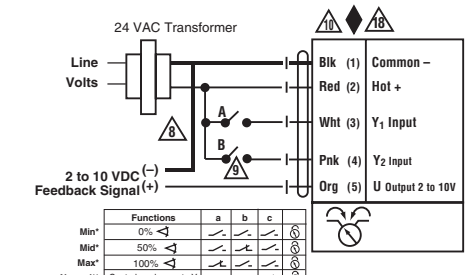 24 VAC Transformer
10
18
Line
Volts
Blk (1) Common –
Red (2) Hot +
A
Wht (3) Y1 Input
8
B
Pnk (4) Y2 Input
9
2 to 10 VDC (–)
Feedback Signal (+)
Org (5) U Output 2 to 10V
Functions a b c
Min* 0%
Mid* 50%
Max* 100%